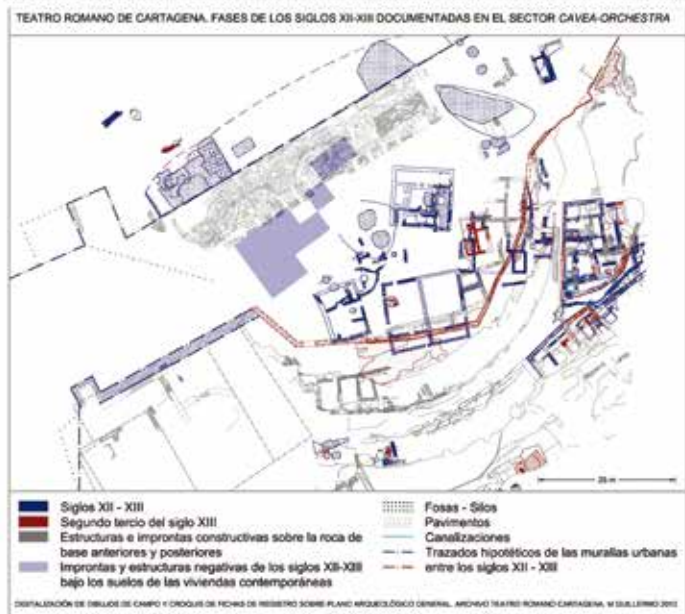 TEATRO ROMANO DE CARTAGENA. FASES DE LOS SIGLOS XII-XIII DOCUMENTADAS EN EL SECTOR CAVEA-ORCHESTRA
25 m
Siglos XII - XIII
Segundo tercio del siglo XIII
Estructuras e improntas constructivas sobre la roca de
base anteriores y posteriores
Improntas y estructuras negativas de los siglos XII-XIII
bajo los suelos de las viviendas contemporáneas
Fosas - Silos
Pavimentos
Canalizaciones
Trazados hipotéticos de las murallas urbanas
entre los siglos XII - XIII
DIGITALIZACIÓN DE DIBUJOS DE CAMPO Y CROQUIS DE FICHAS DE REGISTRO SOBRE PLANO ARQUEOLÓGICO GENERAL. ARCHIVO TEATRO ROMANO CARTAGENA. M GUILLERMO